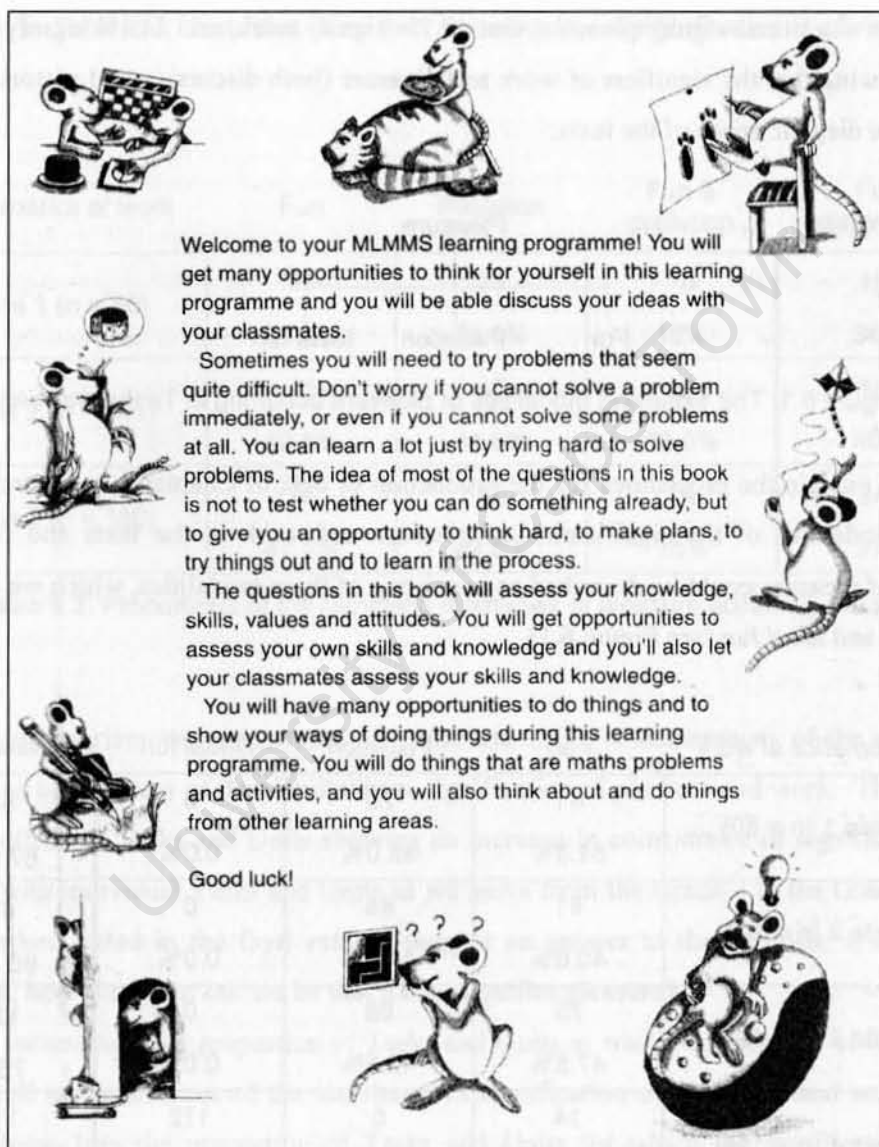 Welcome to your MLMMS learning programme! You will
get many opportunities to think for yourself in this learning
programme and you will be able discuss your ideas with
your classmates.
Sometimes you will need to try problems that seem
quite difficult. Don't worry if you cannot solve a problem
immediately, or even if you cannot solve some problems
at all. You can learn a lot just by trying hard to solve
problems. The idea of most of the questions in this book
is not to test whether you can do something already, but
to give you an opportunity to think hard, to make plans, to
try things out and to learn in the process.
The questions in this book will assess your knowledge,
skills, values and attitudes. You will get opportunities to
assess your own skills and knowledge and you'll also let
your classmates assess your skills and knowledge.
You will have many opportunities to do things and to
show your ways of doing things during this learning
programme. You will do things that are maths problems
and activities, and you will also think about and do things
from other learning areas.
Good luck!
? ? ?
University of Cape Town